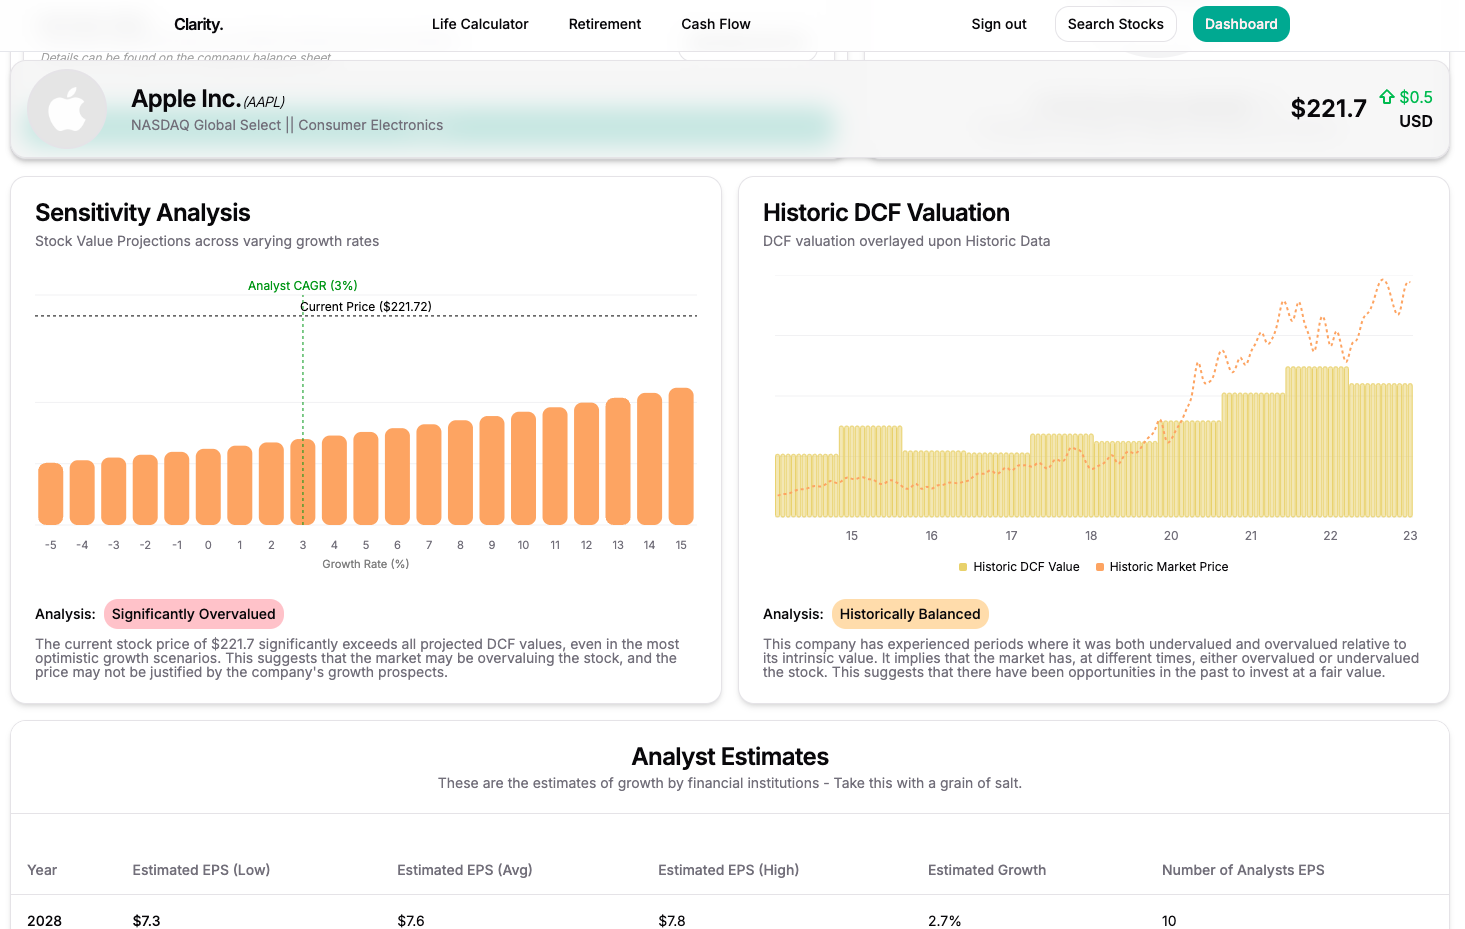 Clarity.
Life Calculator
Retirement
Cash Flow
Sign out
Search Stocks
Dashboard
Details can be found on the company balance sheet
Apple Inc. (AAPL)
NASDAQ Global Select || Consumer Electronics
$221.7
$0.5
USD
Sensitivity Analysis
Stock Value Projections across varying growth rates
Analyst CAGR (3%)
Current Price ($221.72)
-5 -4 -3 -2 -1 0 1 2 3 4 5 6 7 8 9 10 11 12 13 14 15
Growth Rate (%)
Analysis: Significantly Overvalued
The current stock price of $221.7 significantly exceeds all projected DCF values, even in the most
optimistic growth scenarios. This suggests that the market may be overvaluing the stock, and the
price may not be justified by the company's growth prospects.
Historic DCF Valuation
DCF valuation overlayed upon Historic Data
15 16 17 18 20 21 22 23
Historic DCF Value
Historic Market Price
Analysis: Historically Balanced
This company has experienced periods where it was both undervalued and overvalued relative to
its intrinsic value. It implies that the market has, at different times, either overvalued or undervalued
the stock. This suggests that there have been opportunities in the past to invest at a fair value.
Analyst Estimates
These are the estimates of growth by financial institutions - Take this with a grain of salt.
Year Estimated EPS (Low) Estimated EPS (Avg) Estimated EPS (High) Estimated Growth Number of Analysts EPS
2028 $7.3 $7.6 $7.8 2.7% 10